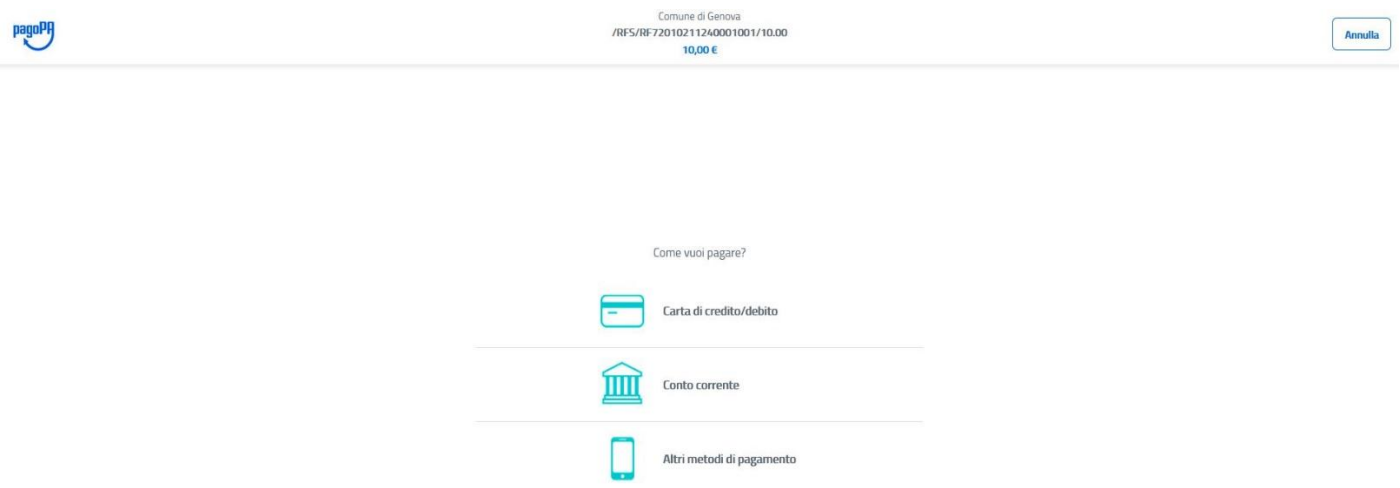 pagoPA
Comune di Genova
/RFS/RF72010211240001001/10.00
10,00 €
Annulla
Come vuoi pagare?
Carta di credito/debito
Conto corrente
Altri metodi di pagamento